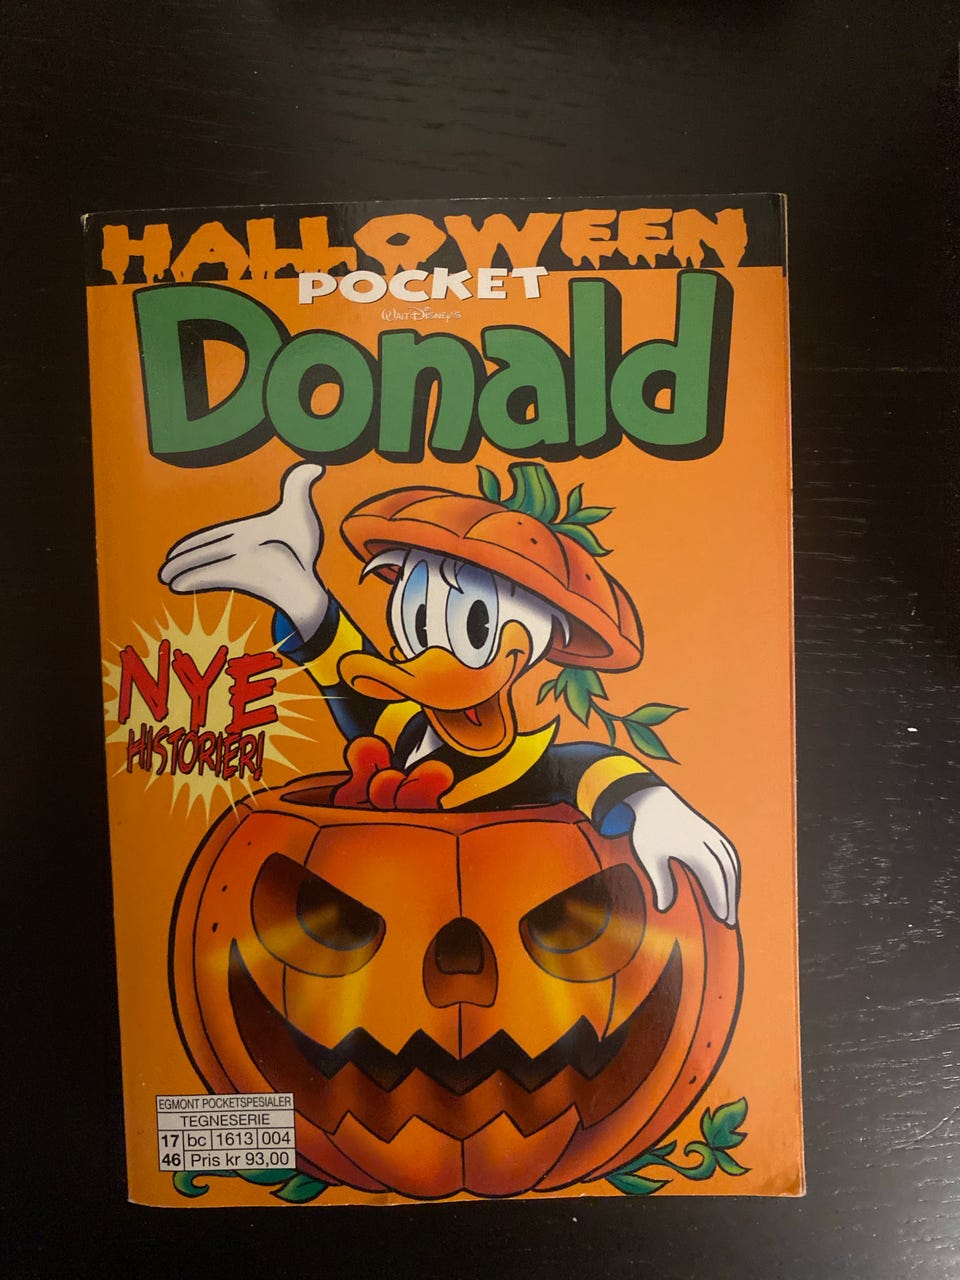 HALLOWEEN
POCKET
WALT DISNEY'S
Donald
NYE
HISTORIER!
EGMONT POCKETSPESIALER
TEGNESERIE
17 bc 1613 004
46 Pris kr 93,00